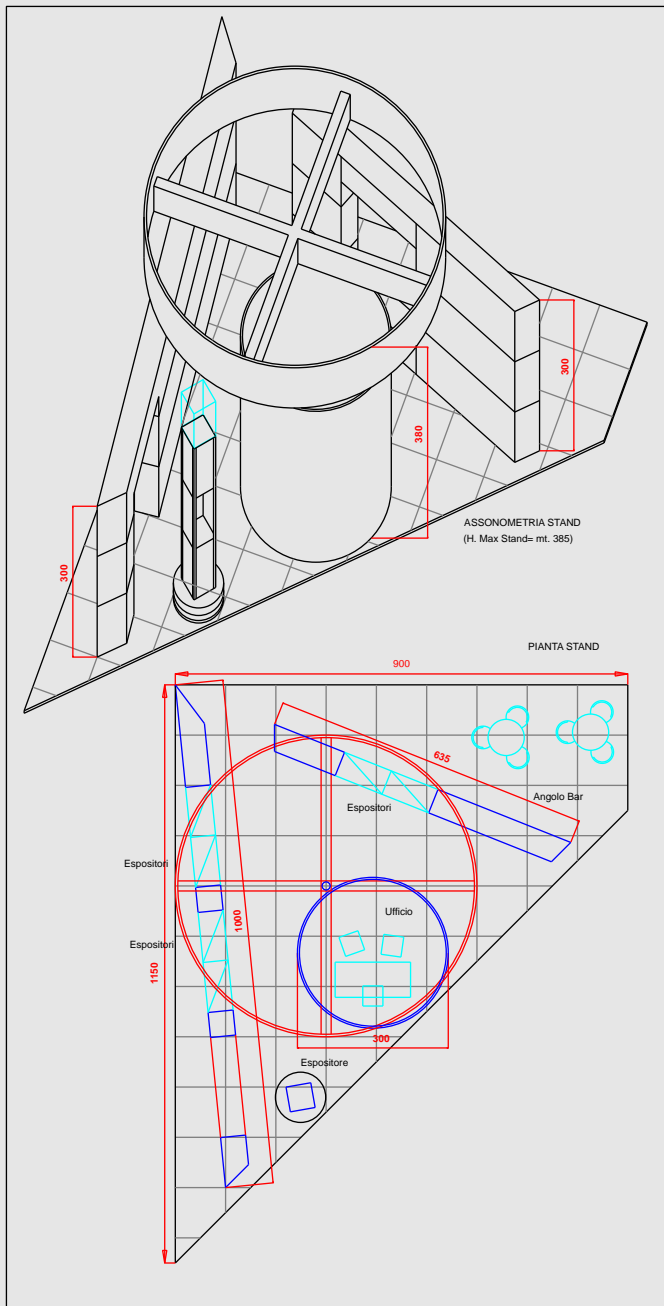 300
380
ASSONOMETRIA STAND
(H. Max Stand= mt. 385)
300
PIANTA STAND
900
635
Angolo Bar
Espositori
Espositori
Ufficio
1000
Espositori
1150
300
Espositore